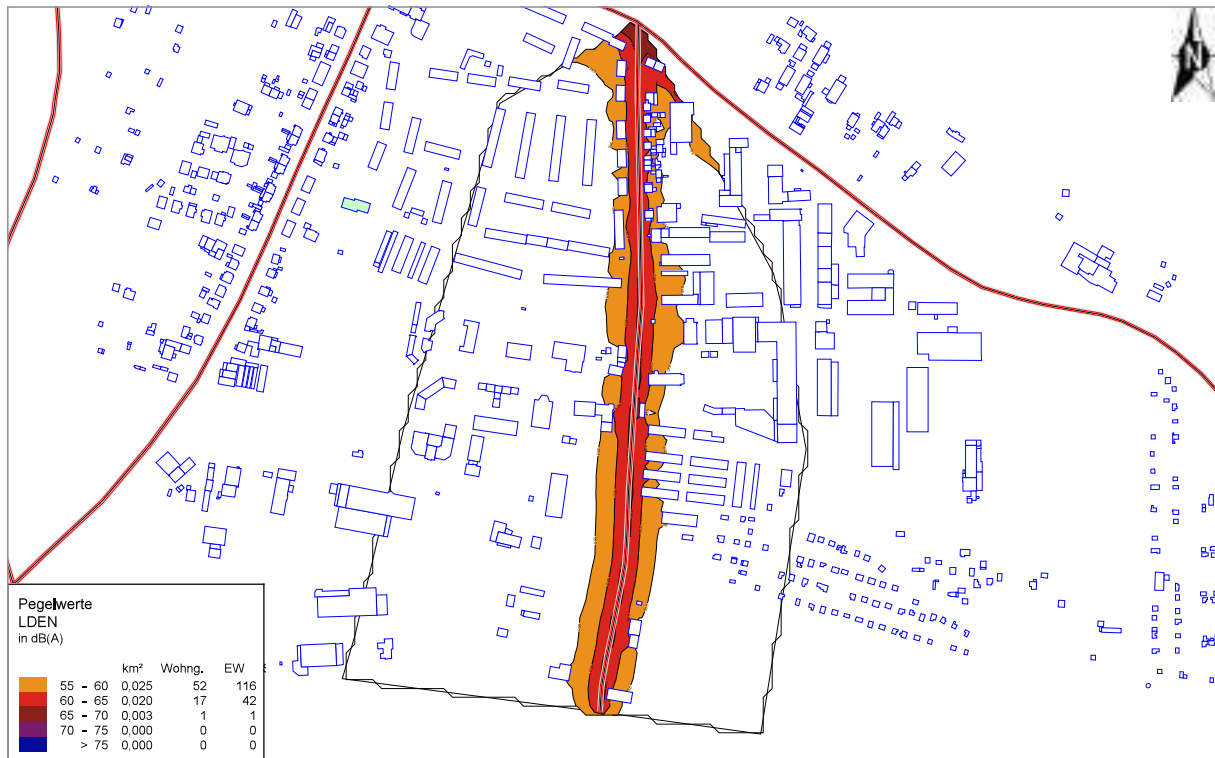 N
Pegelwerte
LDEN
in dB(A)
km² Wohng. EW
55 - 60 0,025 52 116
60 - 65 0,020 17 42
65 - 70 0,003 1 1
70 - 75 0,000 0 0
> 75 0,000 0 0